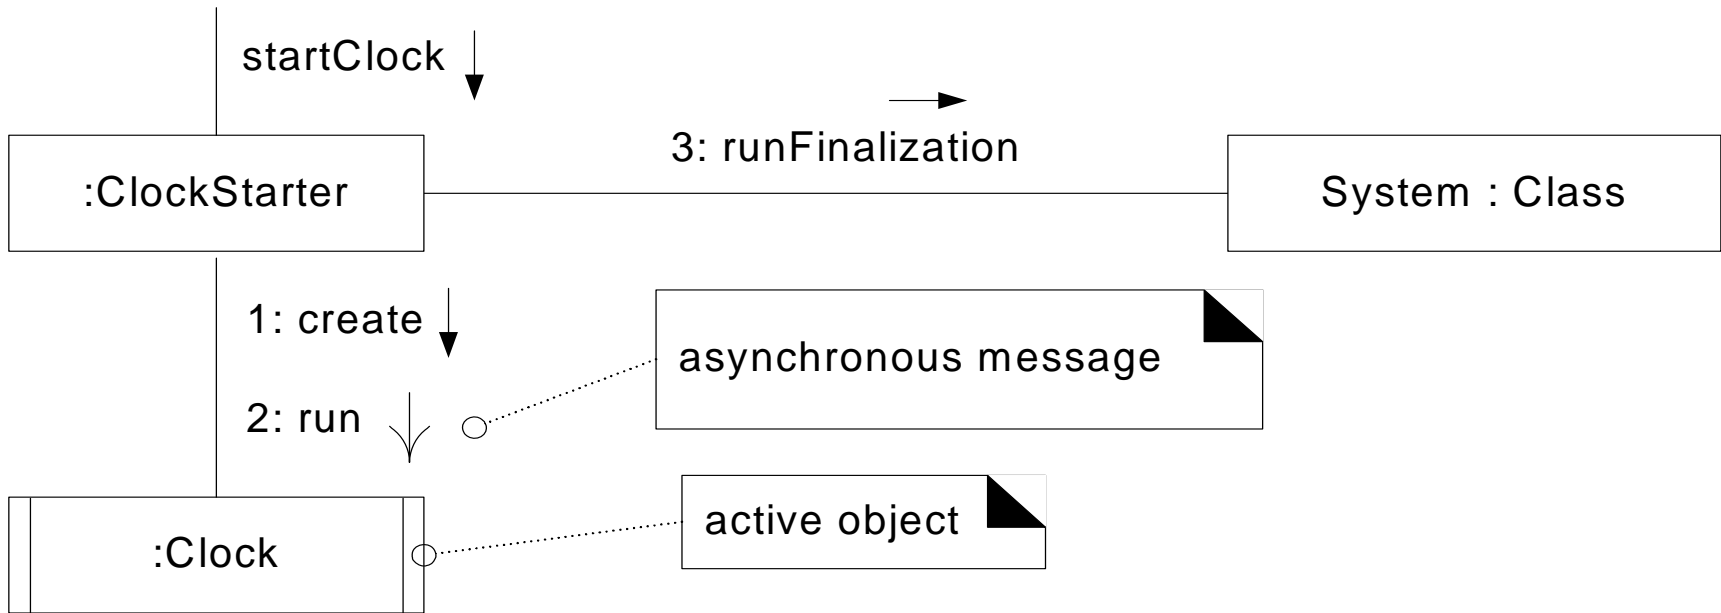 startClock
3: runFinalization
:ClockStarter
System : Class
1: create
asynchronous message
2: run
active object
:Clock